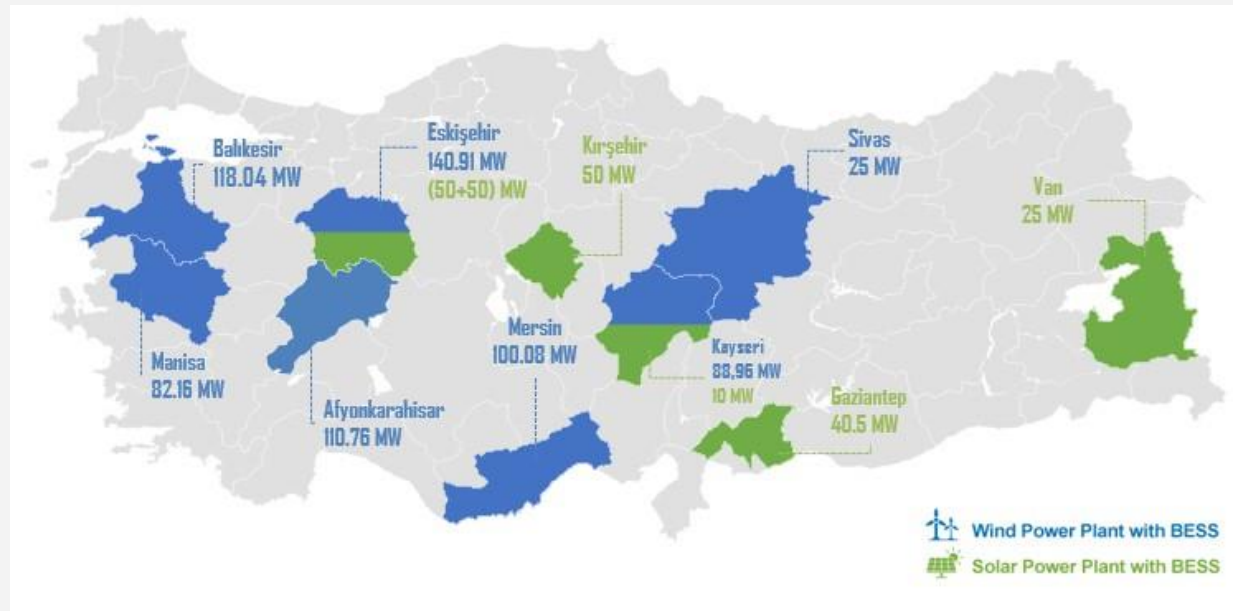 Balıkesir
118.04 MW
Eskişehir
140.91 MW
(50+50) MW
Kırşehir
50 MW
Sivas
25 MW
Van
25 MW
Manisa
82.16 MW
Afyonkarahisar
110.76 MW
Mersin
100.08 MW
Kayseri
88,96 MW
10 MW
Gaziantep
40.5 MW
Wind Power Plant with BESS
Solar Power Plant with BESS